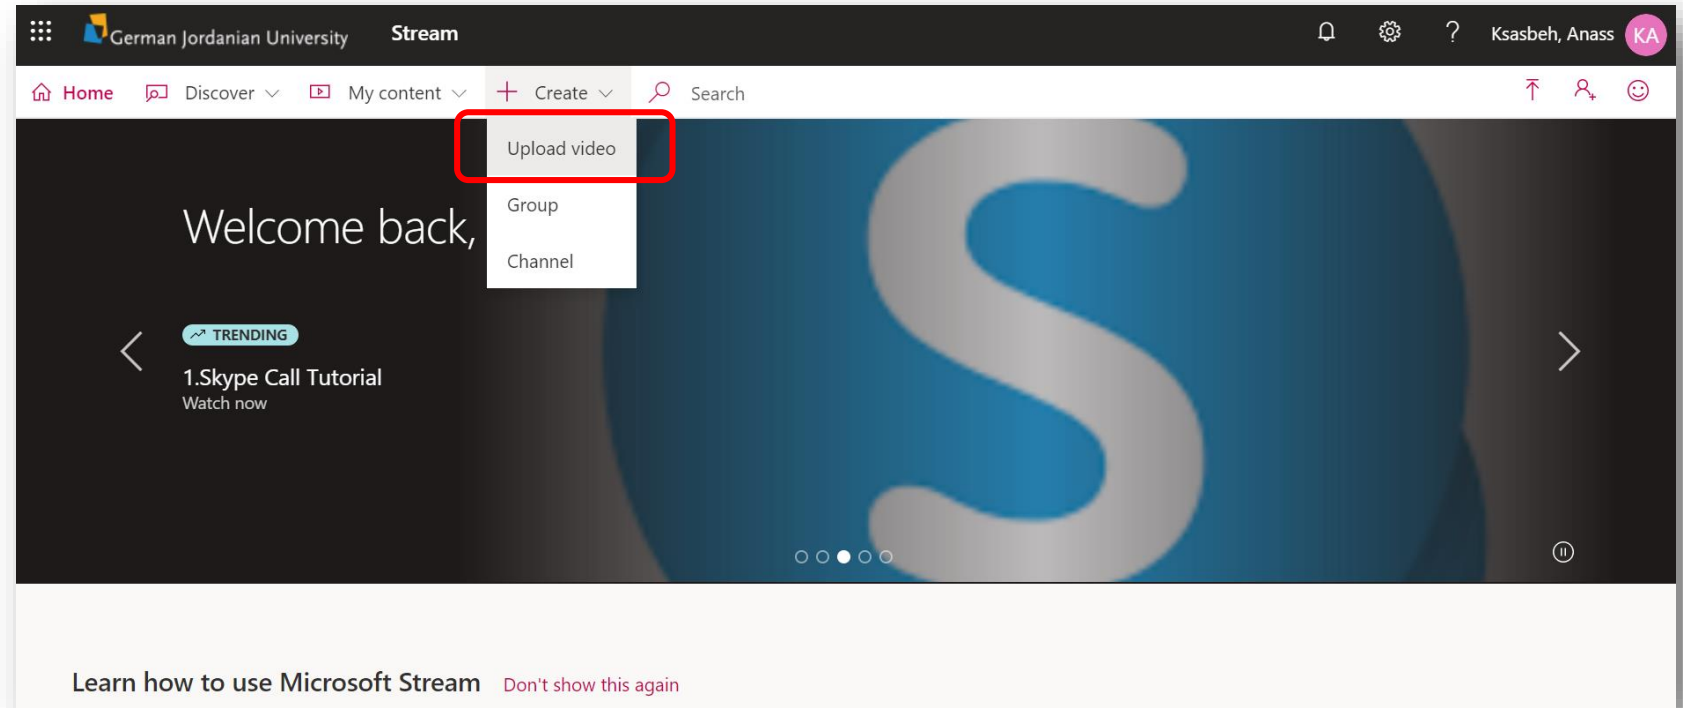 German Jordanian University Stream ? Ksasbeh, Anass KA
Home Discover My content Create Search
Upload video
Group
Channel
Welcome back,
TRENDING
1.Skype Call Tutorial
Watch now
Learn how to use Microsoft Stream Don't show this again